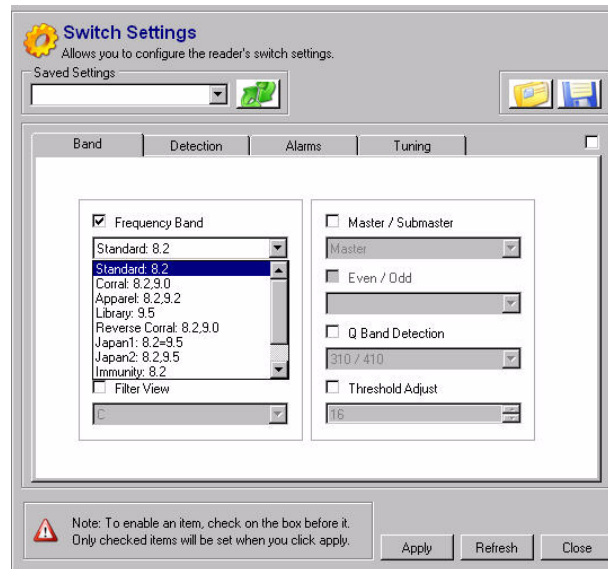 Switch Settings
Allows you to configure the reader's switch settings.
Saved Settings
Band
Detection
Alarms
Tuning
Frequency Band
Standard: 8.2
Standard: 8.2
Corral: 8.2,9.0
Apparel: 8.2,9.2
Library: 9.5
Reverse Corral: 8.2,9.0
Japan1: 8.2=9.5
Japan2: 8.2,9.5
Immunity: 8.2
Filter View
C
Master / Submaster
Master
Even / Odd
Q Band Detection
310 / 410
Threshold Adjust
16
Note: To enable an item, check on the box before it.
Only checked items will be set when you click apply.
Apply
Refresh
Close